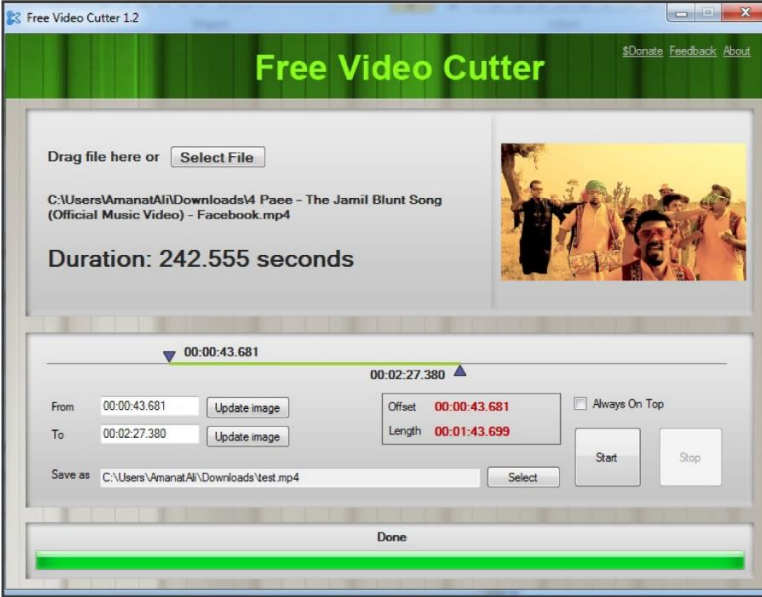 Free Video Cutter 1.2
Free Video Cutter
$Donate Feedback About
Drag file here or Select File
C:\Users\AmanatAli\Downloads\4 Paee - The Jamil Blunt Song
(Official Music Video) - Facebook.mp4
Duration: 242.555 seconds
00:00:43.681
00:02:27.380
From 00:00:43.681 Update image
To 00:02:27.380 Update image
Offset 00:00:43.681
Length 00:01:43.699
Always On Top
Start Stop
Save as C:\Users\AmanatAli\Downloads\test.mp4 Select
Done